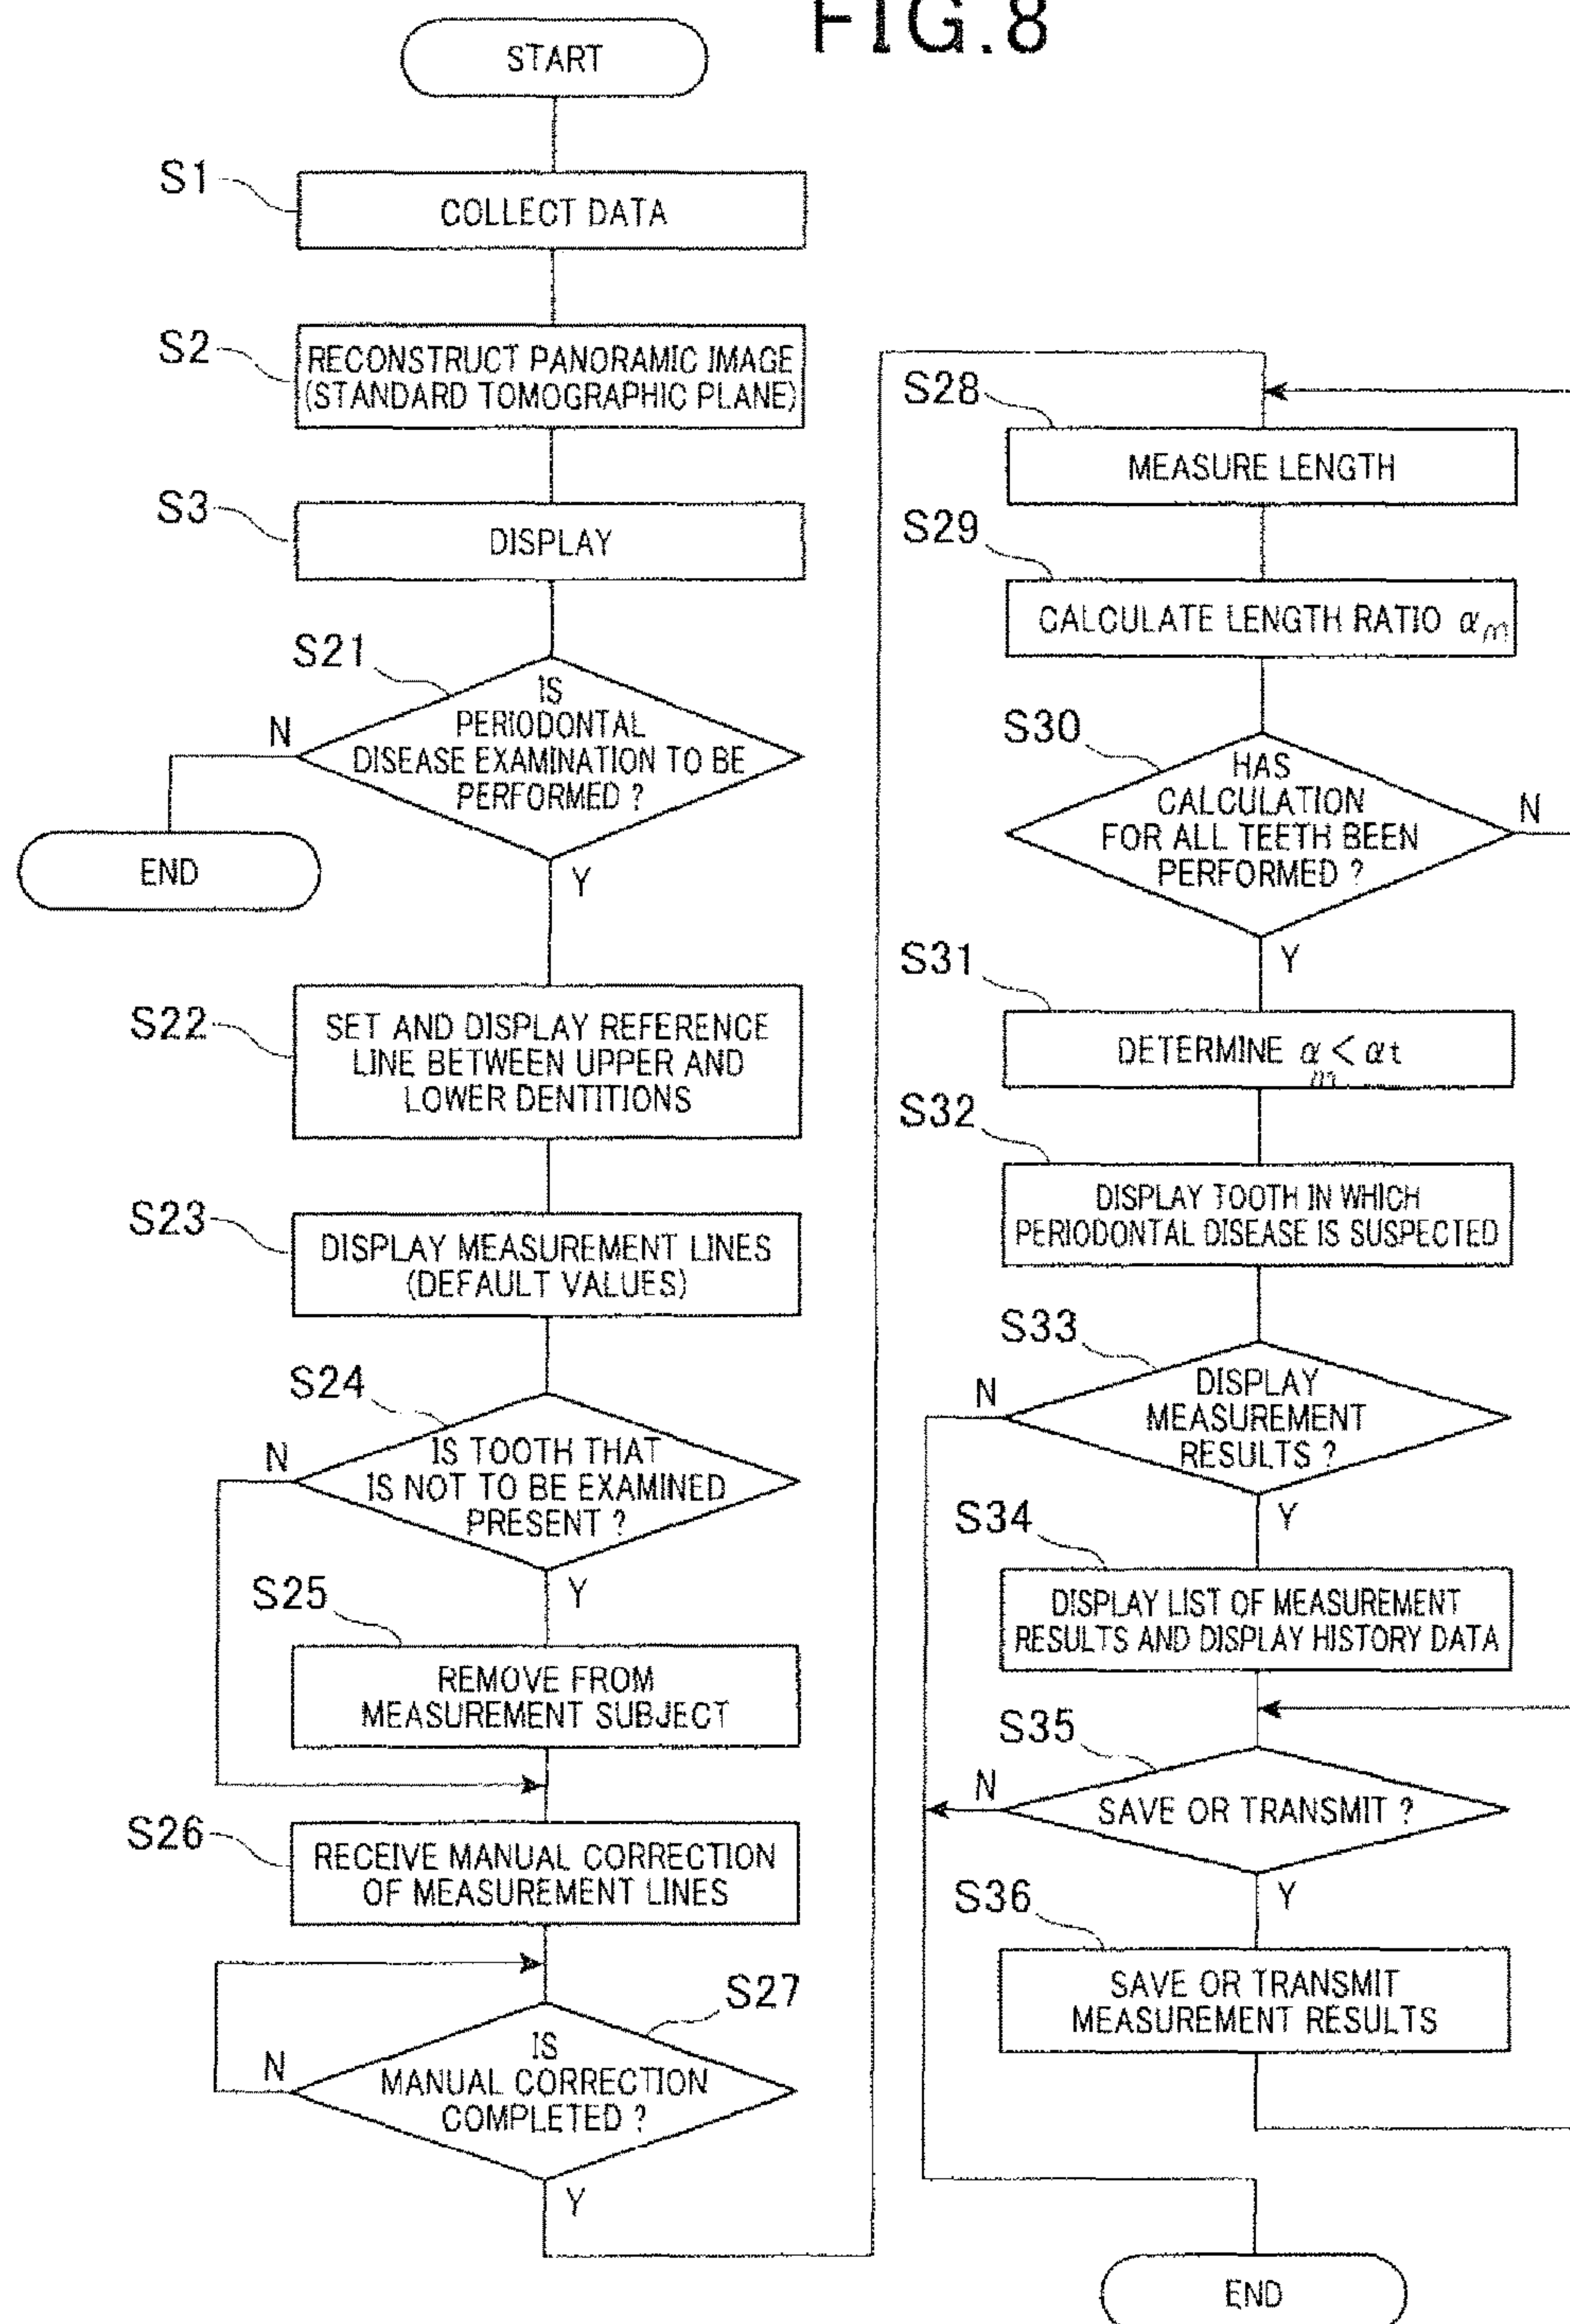 FIG.8
START
S1
COLLECT DATA
S2
RECONSTRUCT PANORAMIC IMAGE
(STANDARD TOMOGRAPHIC PLANE)
S3
DISPLAY
S21
IS
PERIODONTAL
DISEASE EXAMINATION TO BE
PERFORMED ?
N
END
Y
S22
SET AND DISPLAY REFERENCE
LINE BETWEEN UPPER AND
LOWER DENTITIONS
S23
DISPLAY MEASUREMENT LINES
(DEFAULT VALUES)
S24
IS TOOTH THAT
IS NOT TO BE EXAMINED
PRESENT ?
N
Y
S25
REMOVE FROM
MEASUREMENT SUBJECT
S26
RECEIVE MANUAL CORRECTION
OF MEASUREMENT LINES
S27
IS
MANUAL CORRECTION
COMPLETED ?
N
Y
S28
MEASURE LENGTH
S29
CALCULATE LENGTH RATIO αm
S30
HAS
CALCULATION
FOR ALL TEETH BEEN
PERFORMED ?
N
Y
S31
DETERMINE αm < αt
S32
DISPLAY TOOTH IN WHICH
PERIODONTAL DISEASE IS SUSPECTED
S33
DISPLAY
MEASUREMENT
RESULTS ?
N
Y
S34
DISPLAY LIST OF MEASUREMENT
RESULTS AND DISPLAY HISTORY DATA
S35
SAVE OR TRANSMIT ?
N
Y
S36
SAVE OR TRANSMIT
MEASUREMENT RESULTS
END